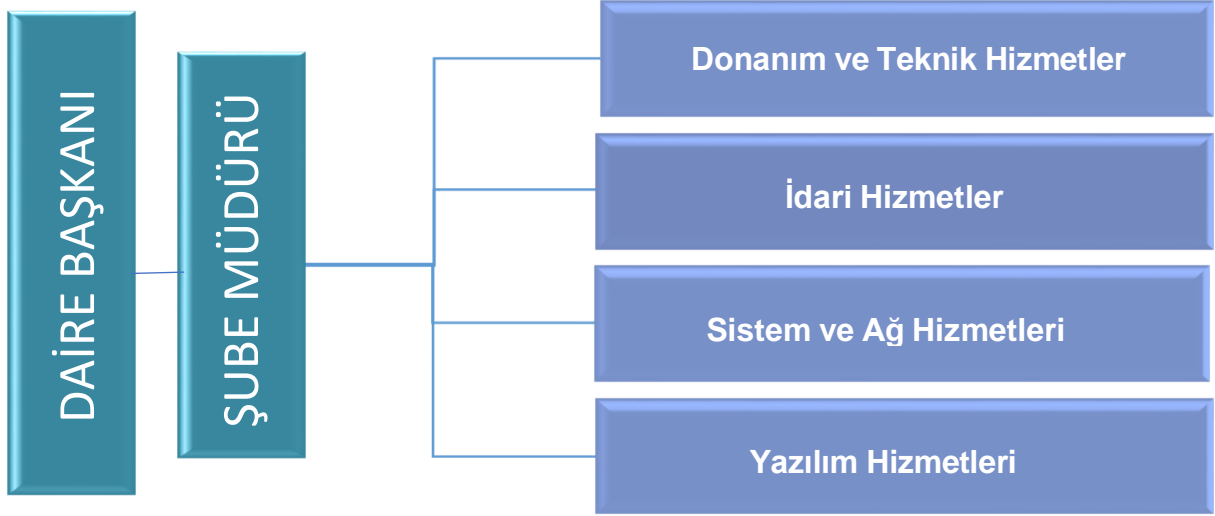 DAİRE BAŞKANI
ŞUBE MÜDÜRÜ
Donanım ve Teknik Hizmetler
İdari Hizmetler
Sistem ve Ağ Hizmetleri
Yazılım Hizmetleri